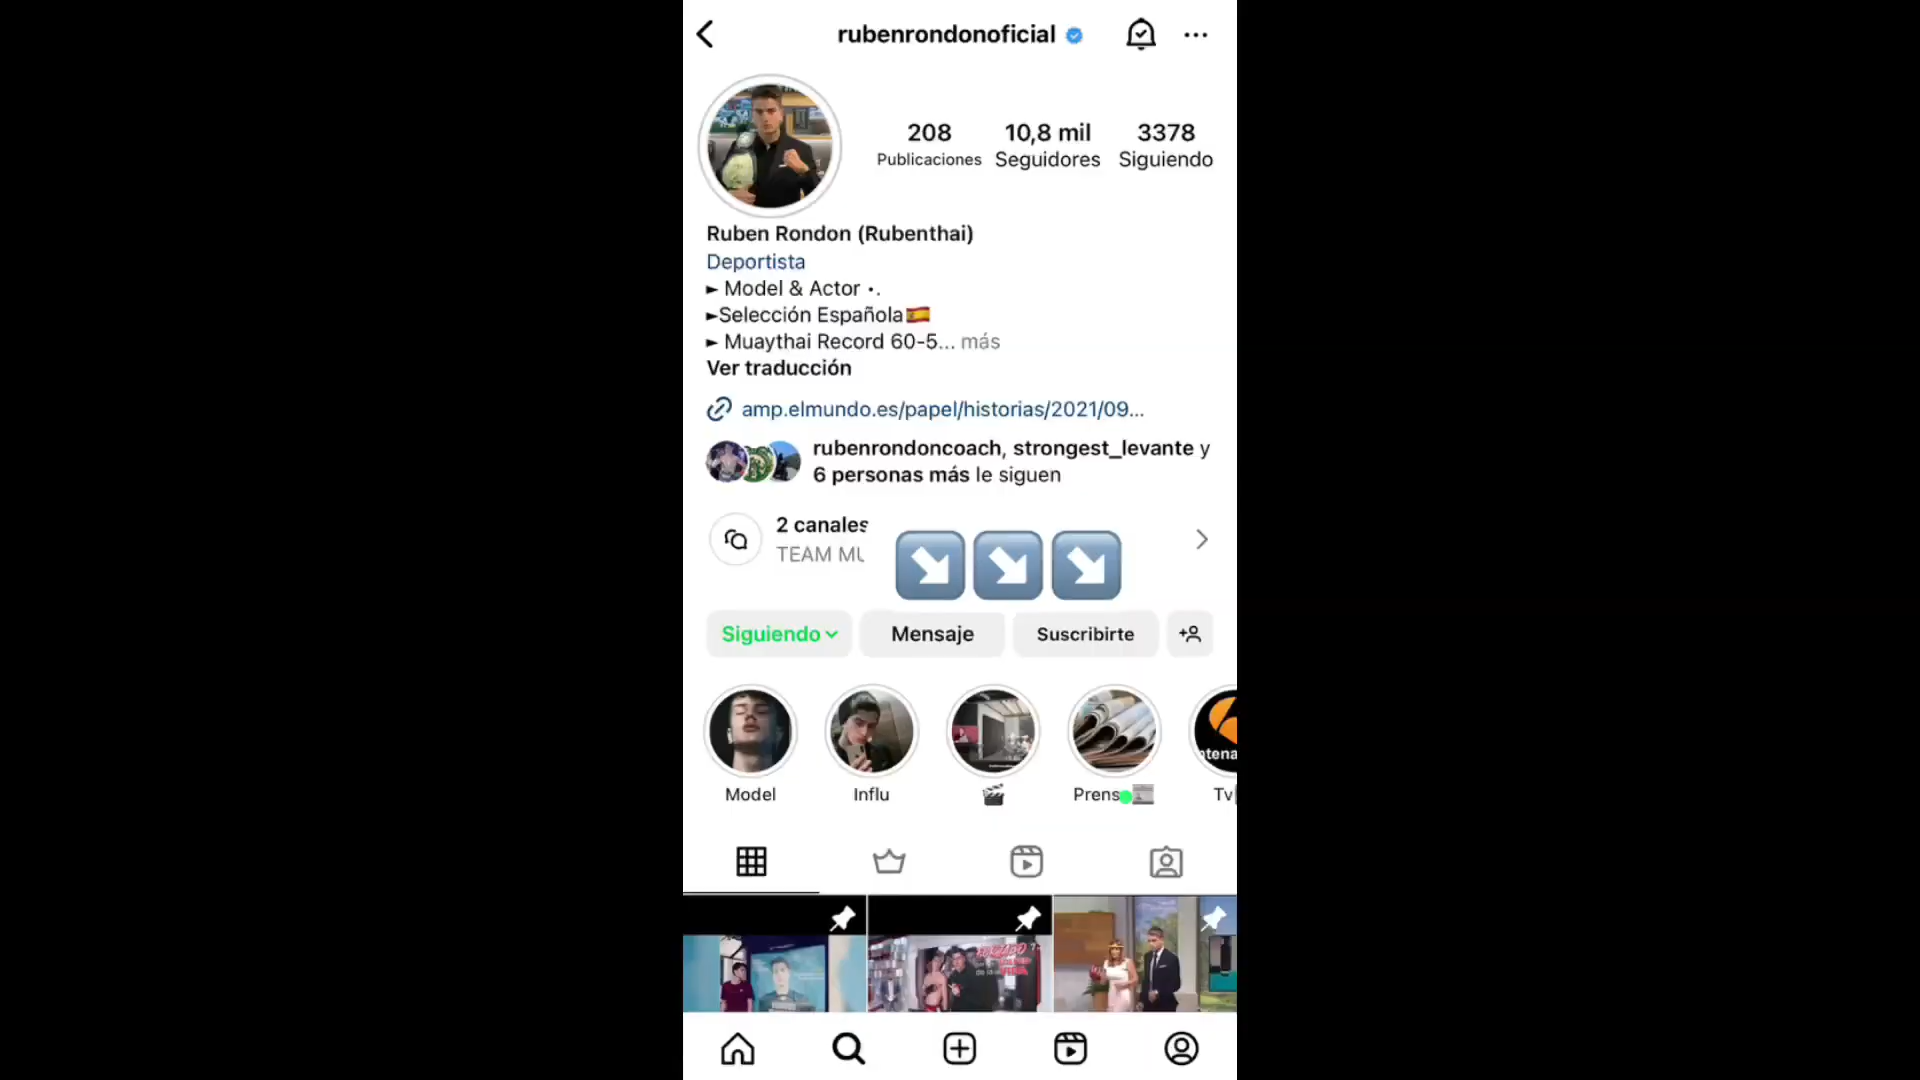 rubenrondonoficial
208
10,8 mil
3378
Publicaciones
Seguidores
Siguiendo
Ruben Rondon (Rubenthai)
Deportista
► Model & Actor •.
►Selección Española🇪🇸
► Muaythai Record 60-5... más
Ver traducción
amp.elmundo.es/papel/historias/2021/09...
rubenrondoncoach, strongest_levante y
6 personas más le siguen
2 canales
TEAM MU
Siguiendo
Mensaje
Suscribirte
Model
Influ
🎬
Prens
Tv